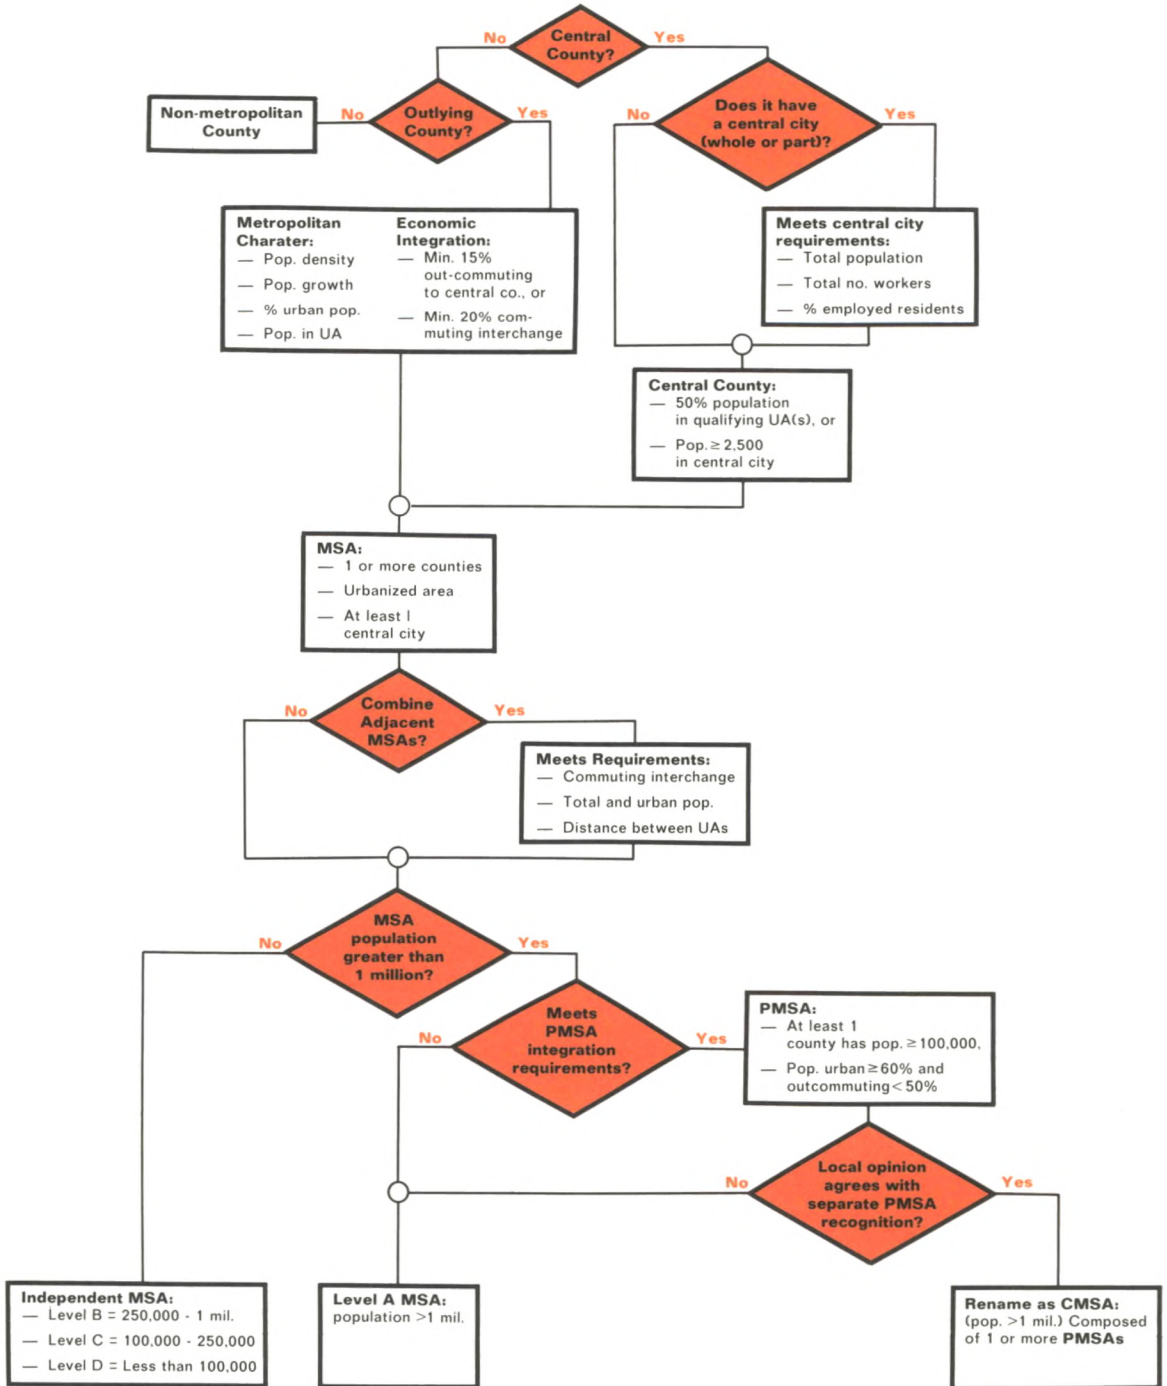 No
Central
County?
Yes
Non-metropolitan
County
No
Outlying
County?
Yes
No
Does it have
a central city
(whole or part)?
Yes
Metropolitan
Charater:
— Pop. density
— Pop. growth
— % urban pop.
— Pop. in UA
Economic
Integration:
— Min. 15%
out-commuting
to central co., or
— Min. 20% com-
muting interchange
Meets central city
requirements:
— Total population
— Total no. workers
— % employed residents
Central County:
— 50% population
in qualifying UA(s), or
— Pop. ≥ 2,500
in central city
MSA:
— 1 or more counties
— Urbanized area
— At least l
central city
No
Combine
Adjacent
MSAs?
Yes
Meets Requirements:
— Commuting interchange
— Total and urban pop.
— Distance between UAs
No
MSA
population
greater than
1 million?
Yes
No
Meets
PMSA
integration
requirements?
Yes
PMSA:
— At least 1
county has pop. ≥ 100,000,
— Pop. urban ≥ 60% and
outcommuting < 50%
No
Local opinion
agrees with
separate PMSA
recognition?
Yes
Independent MSA:
— Level B = 250,000 - 1 mil.
— Level C = 100,000 - 250,000
— Level D = Less than 100,000
Level A MSA:
population >1 mil.
Rename as CMSA:
(pop. >1 mil.) Composed
of 1 or more PMSAs